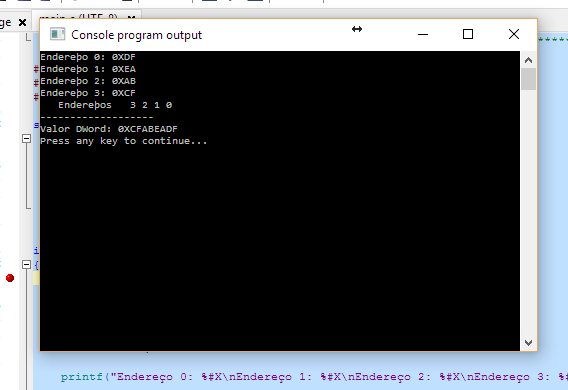 ge
main.c (UTF-8)
Console program output
Endereþo 0: 0XDF
Endereþo 1: 0XEA
Endereþo 2: 0XAB
Endereþo 3: 0XCF
Endereþos 3 2 1 0
-------------------
Valor DWord: 0XCFABEADF
Press any key to continue...
#
#
#
s
i
{
printf("Endereço 0: %#X\nEndereço 1: %#X\nEndereço 2: %#X\nEndereço 3: %#